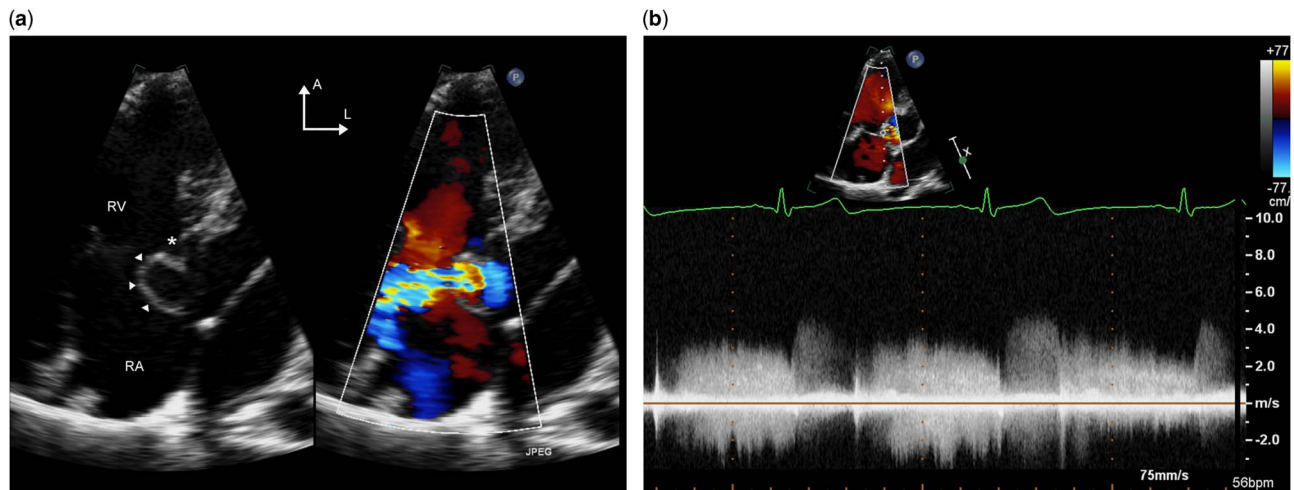 (a)
A
L
P
RV
*
RA
JPEG
(b)
P
x
+77
-77.
cm/
10.0
8.0
6.0
4.0
2.0
m/s
-2.0
75mm/s
56bpm